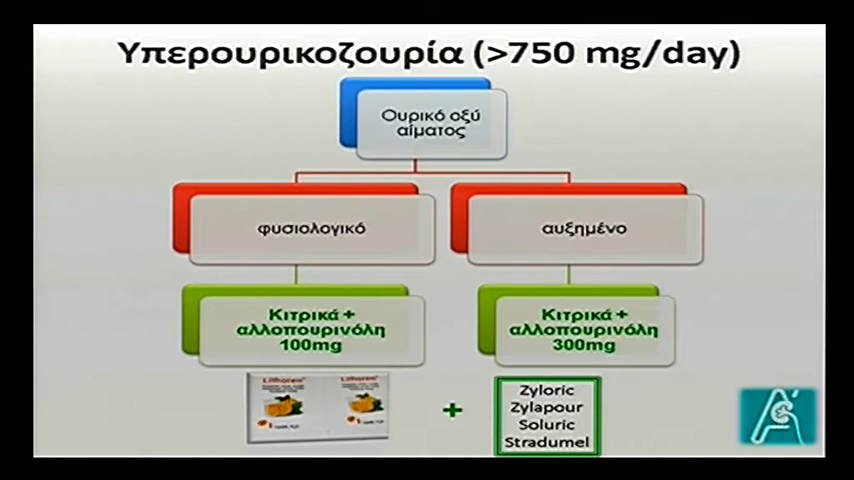 Υπερουρικοζουρία (>750 mg/day)
Ουρικό οξύ
αίματος
φυσιολογικό
αυξημένο
Κιτρικά +
αλλοπουρινόλη
100mg
Κιτρικά +
αλλοπουρινόλη
300mg
+
Zyloric
Zylapour
Soluric
Stradumel